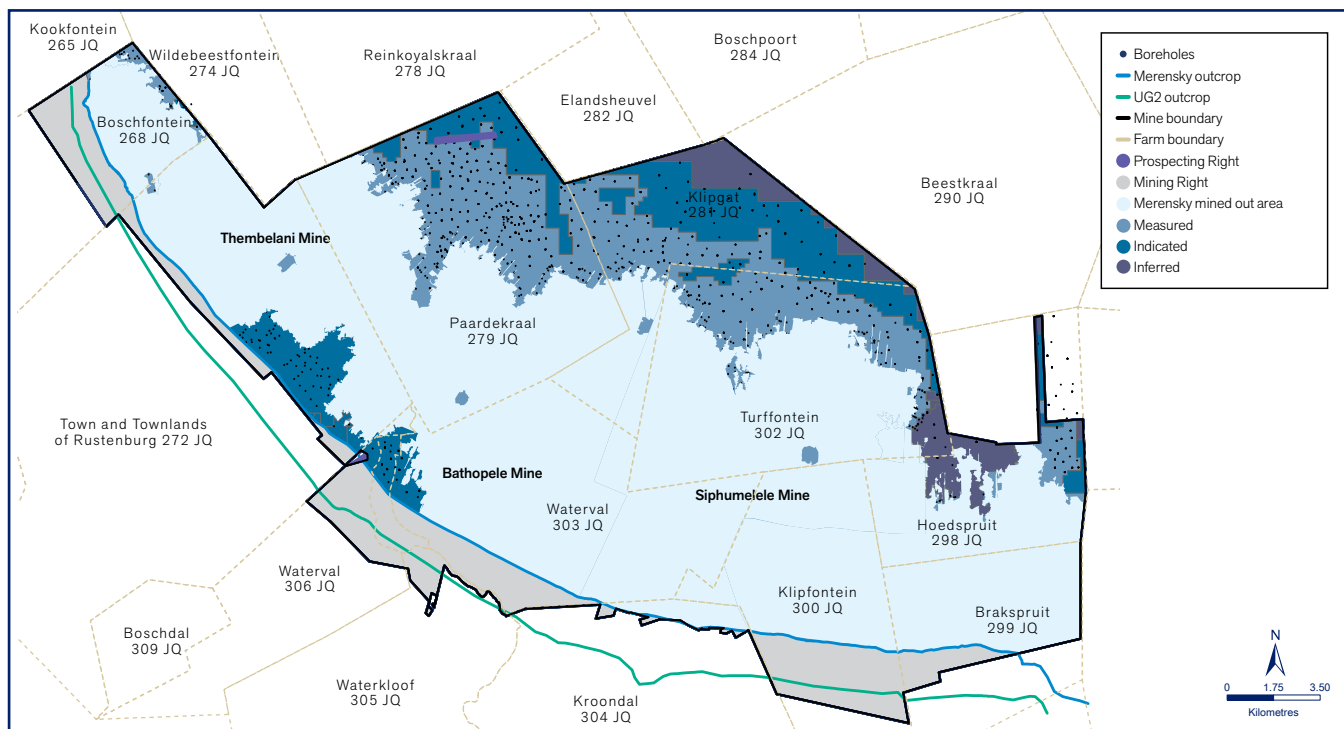 Kookfontein
265 JQ
Wildebeestfontein
274 JQ
Reinkoyalskraal
278 JQ
Boschpoort
284 JQ
Elandsheuvel
282 JQ
Boschfontein
268 JQ
Klipgat
281 JQ
Beestkraal
290 JQ
Thembelani Mine
Paardekraal
279 JQ
Town and Townlands
of Rustenburg 272 JQ
Turffontein
302 JQ
Bathopele Mine
Siphumelele Mine
Waterval
303 JQ
Hoedspruit
298 JQ
Waterval
306 JQ
Klipfontein
300 JQ
Brakspruit
299 JQ
Boschdal
309 JQ
Waterkloof
305 JQ
Kroondal
304 JQ
Boreholes
Merensky outcrop
UG2 outcrop
Mine boundary
Farm boundary
Prospecting Right
Mining Right
Merensky mined out area
Measured
Indicated
Inferred
N
0 1.75 3.50
Kilometres